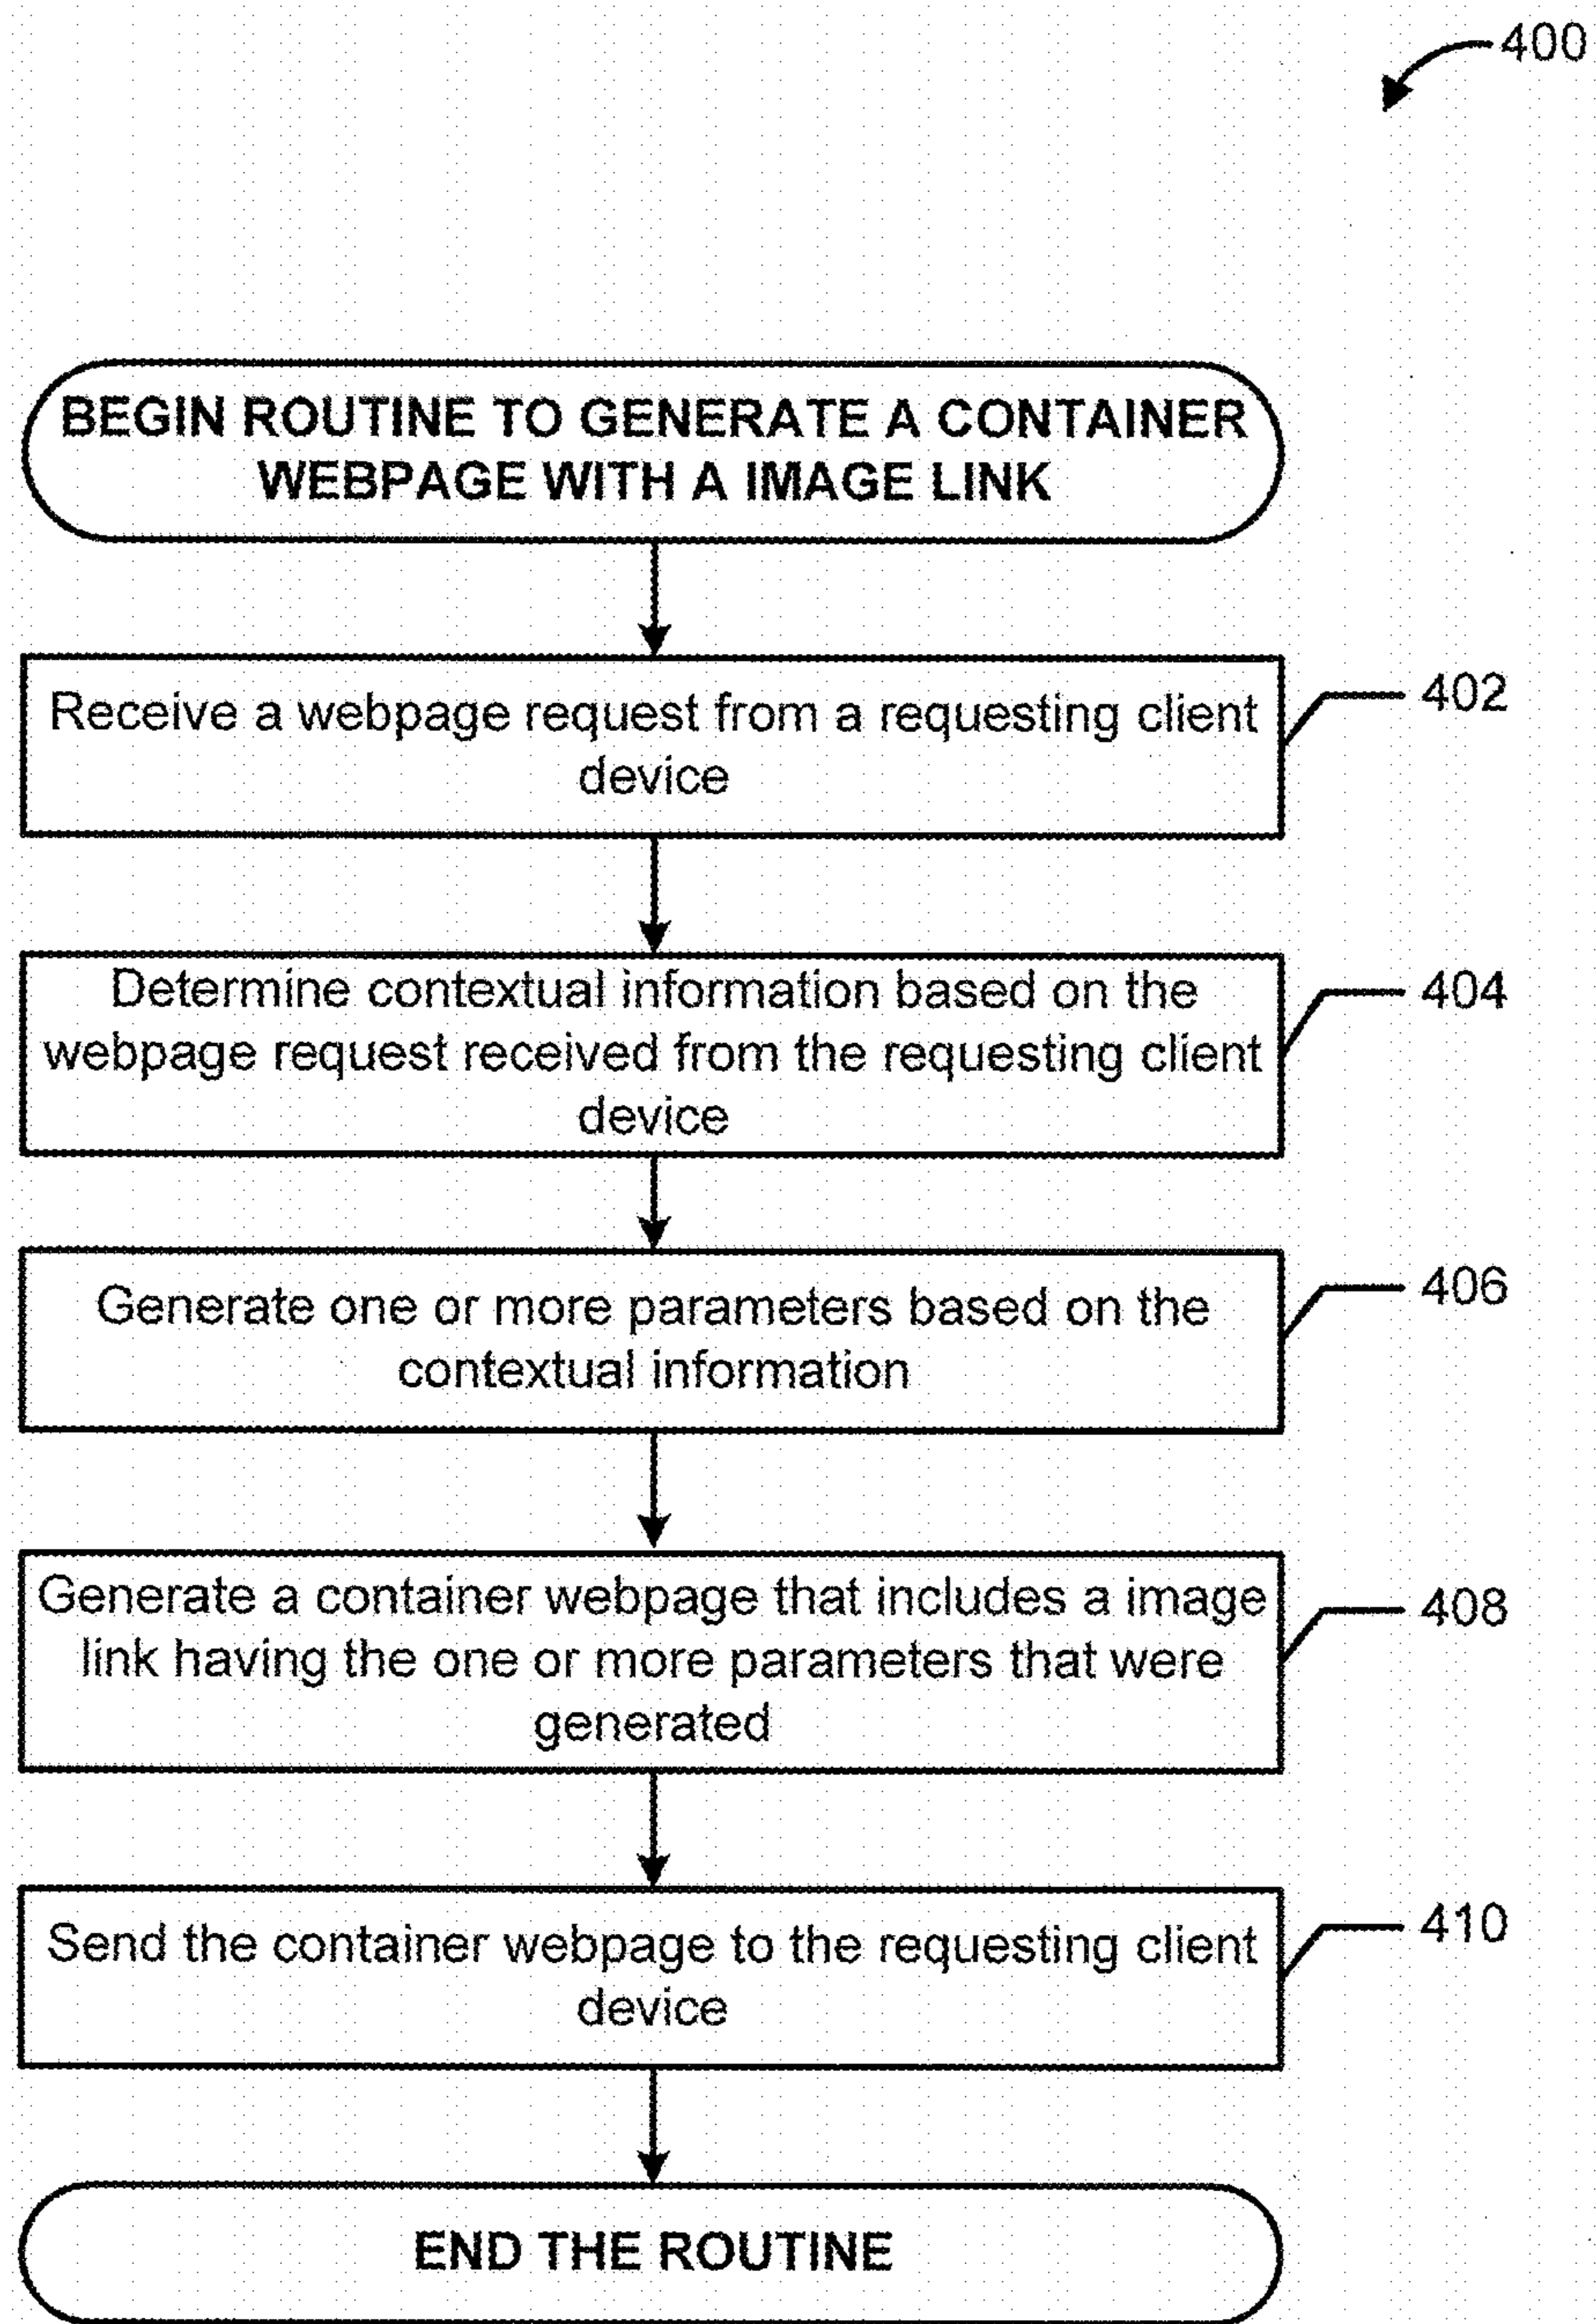 400
BEGIN ROUTINE TO GENERATE A CONTAINER
WEBPAGE WITH A IMAGE LINK
Receive a webpage request from a requesting client
device
402
Determine contextual information based on the
webpage request received from the requesting client
device
404
Generate one or more parameters based on the
contextual information
406
Generate a container webpage that includes a image
link having the one or more parameters that were
generated
408
Send the container webpage to the requesting client
device
410
END THE ROUTINE